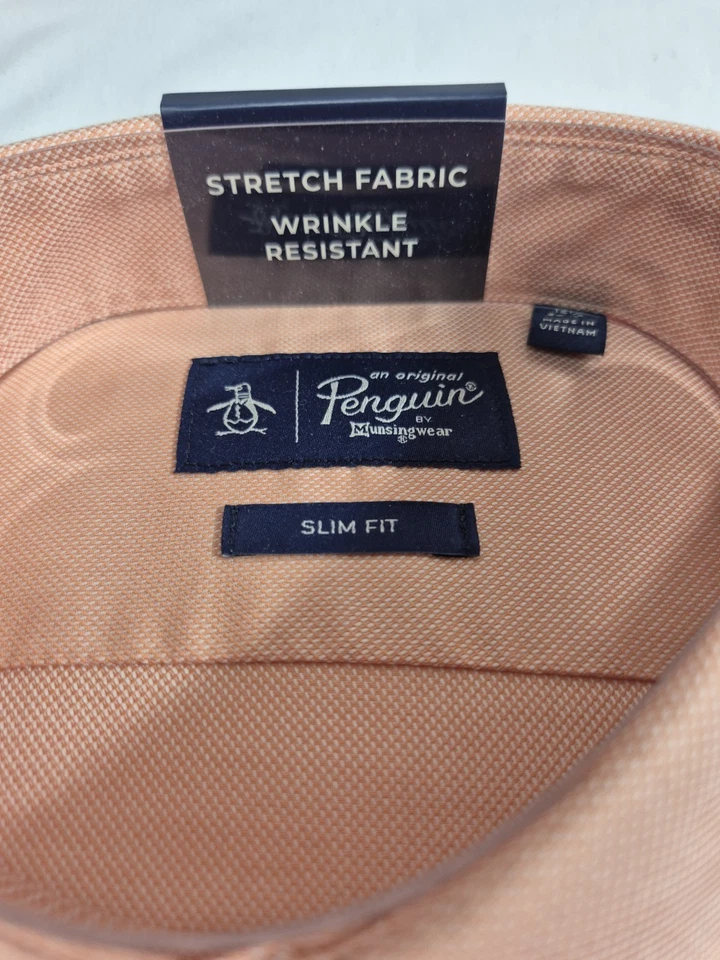 STRETCH FABRIC
WRINKLE
RESISTANT
MADE IN
VIETNAM
an original
Penguin®
BY
Munsingwear
®
SLIM FIT